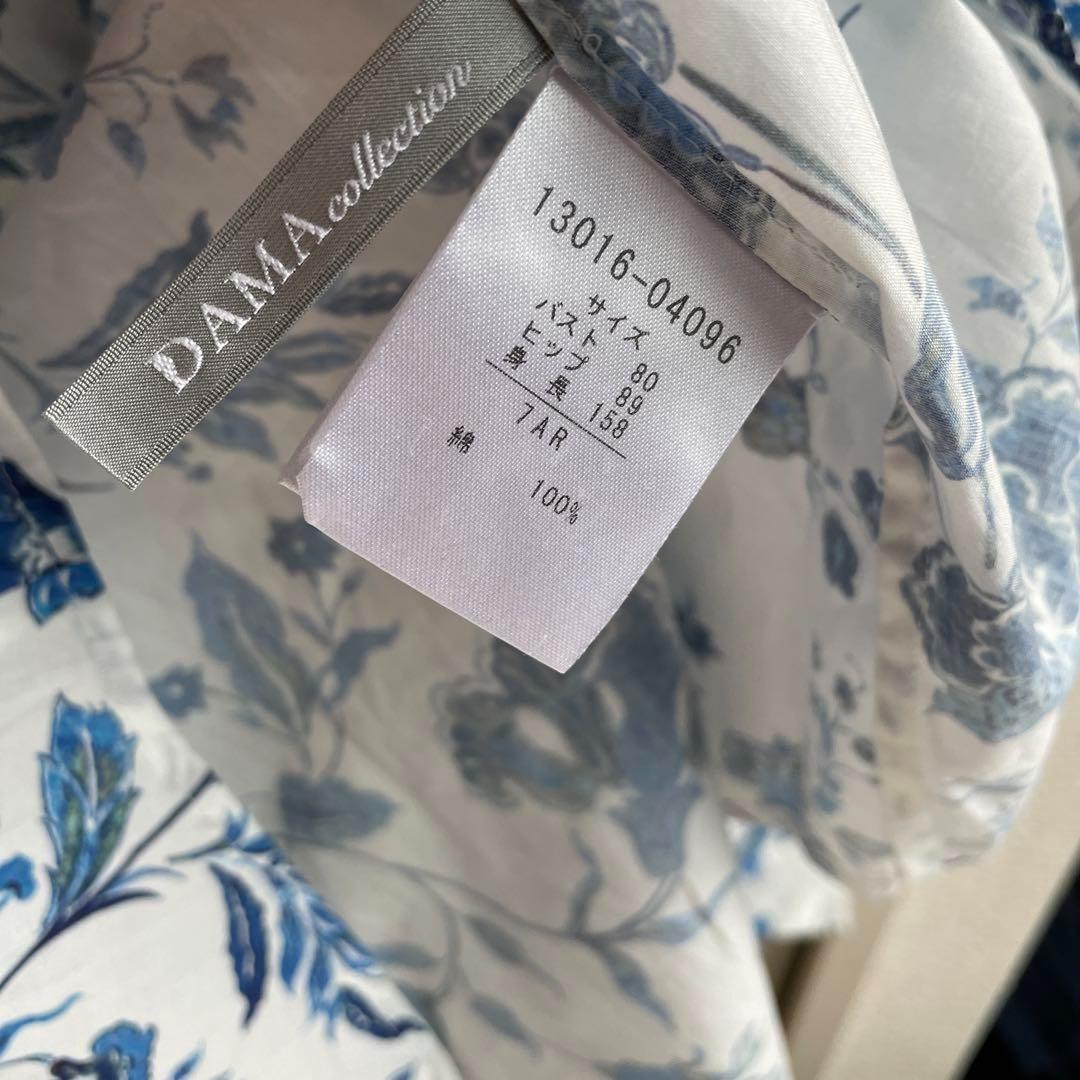 DAMA collection
13016-04096
サイズ
バスト 80
ヒップ 89
身長 158
7AR
綿 100%